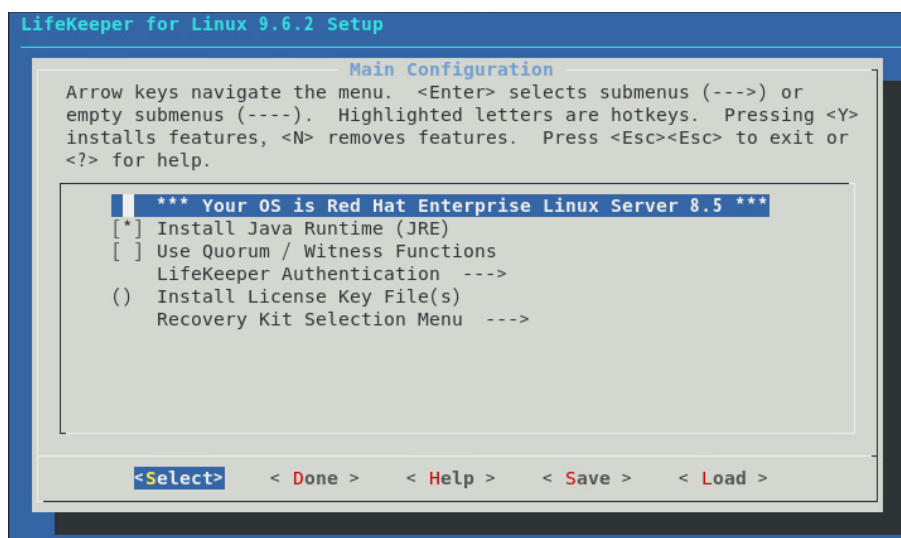 LifeKeeper for Linux 9.6.2 Setup
Main Configuration
Arrow keys navigate the menu.  <Enter> selects submenus (--->) or
empty submenus (----).  Highlighted letters are hotkeys.  Pressing <Y>
installs features, <N> removes features.  Press <Esc><Esc> to exit or
<?> for help.
*** Your OS is Red Hat Enterprise Linux Server 8.5 ***
[*] Install Java Runtime (JRE)
[ ] Use Quorum / Witness Functions
LifeKeeper Authentication  --->
()  Install License Key File(s)
Recovery Kit Selection Menu  --->
<Select>    < Done >    < Help >    < Save >    < Load >